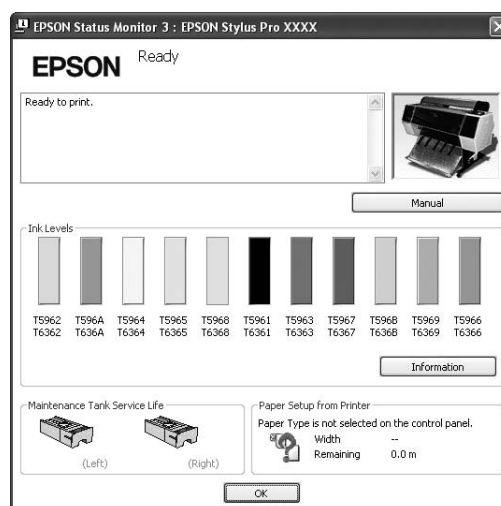 EPSON Status Monitor 3 : EPSON Stylus Pro XXXX
EPSON
Ready
Ready to print.
Manual
Ink Levels
T5962 T596A T5964 T5965 T5968 T5961 T5963 T5967 T596B T5969 T5966
T6362 T636A T6364 T6365 T6368 T6361 T6363 T6367 T636B T6369 T6366
Information
Maintenance Tank Service Life
(Left) (Right)
Paper Setup from Printer
Paper Type is not selected on the control panel.
Width --
Remaining 0.0 m
OK